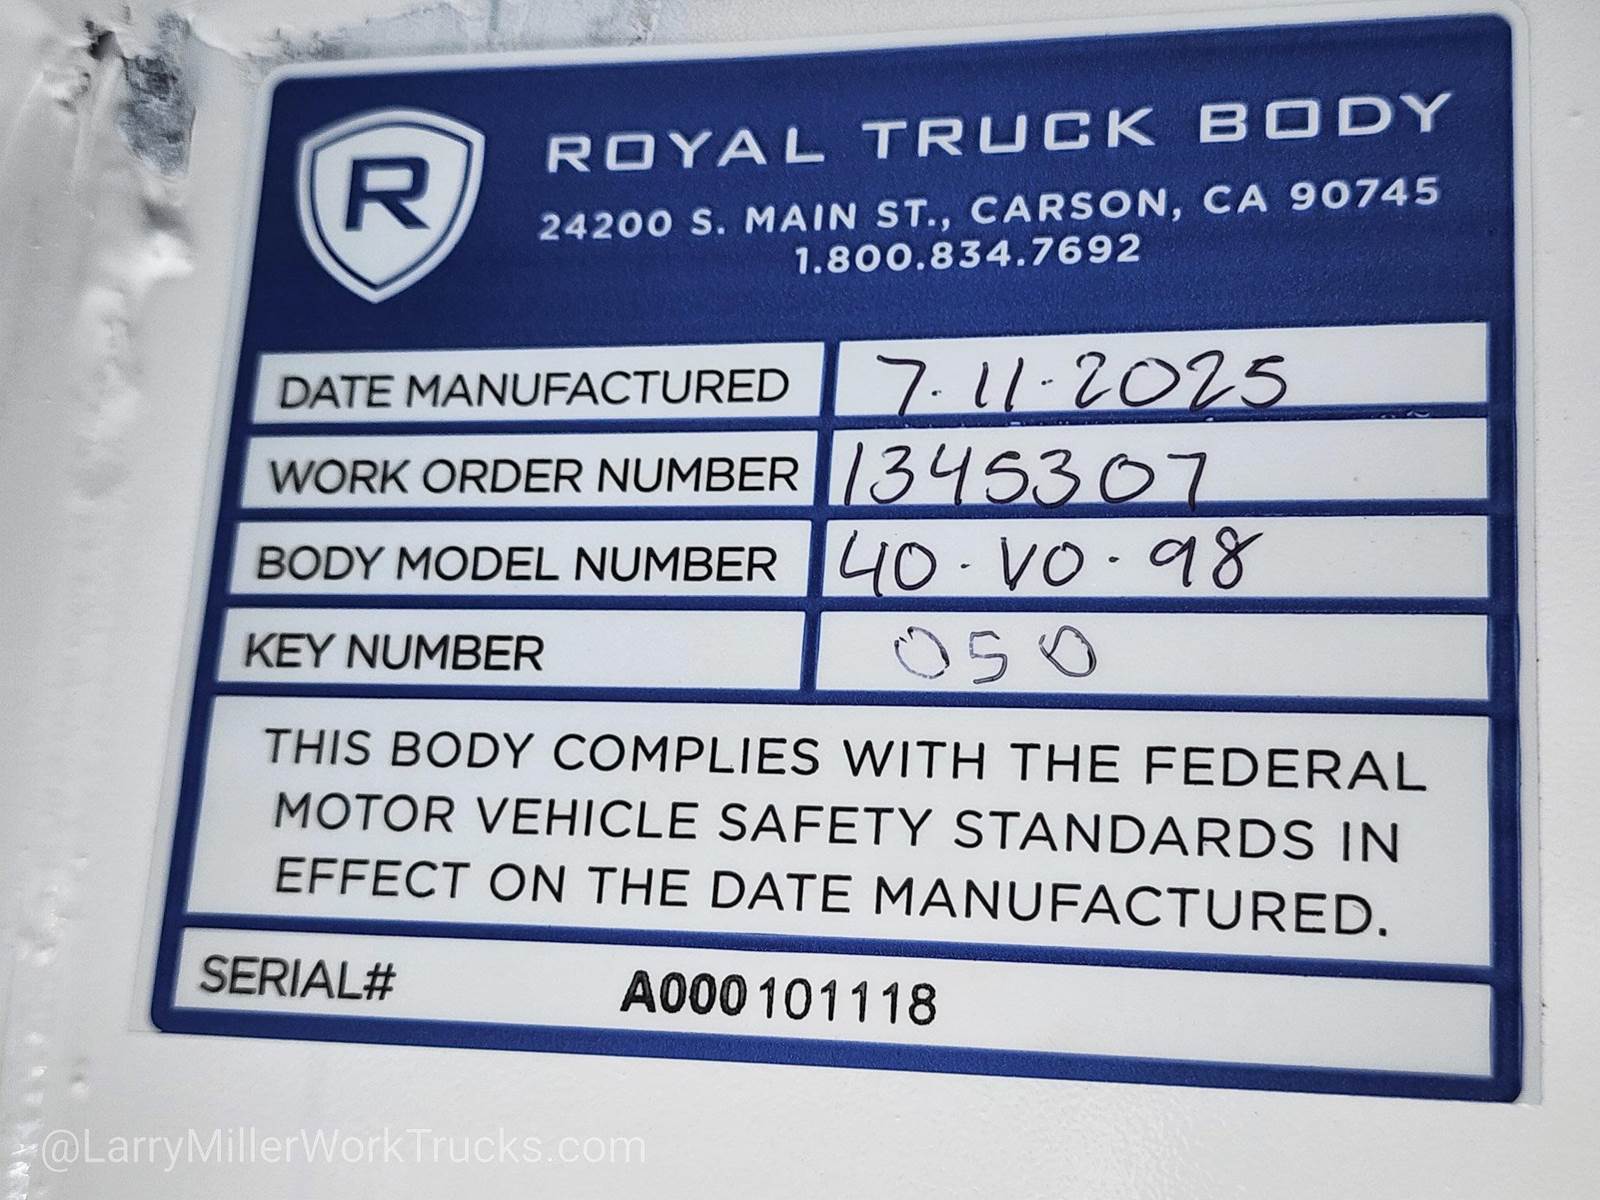 R
ROYAL TRUCK BODY
24200 S. MAIN ST., CARSON, CA 90745
1.800.834.7692
DATE MANUFACTURED 7.11.2025
WORK ORDER NUMBER 1345307
BODY MODEL NUMBER 40-VO-98
KEY NUMBER 050
THIS BODY COMPLIES WITH THE FEDERAL
MOTOR VEHICLE SAFETY STANDARDS IN
EFFECT ON THE DATE MANUFACTURED.
SERIAL# A000101118
@LarryMillerWorkTrucks.com